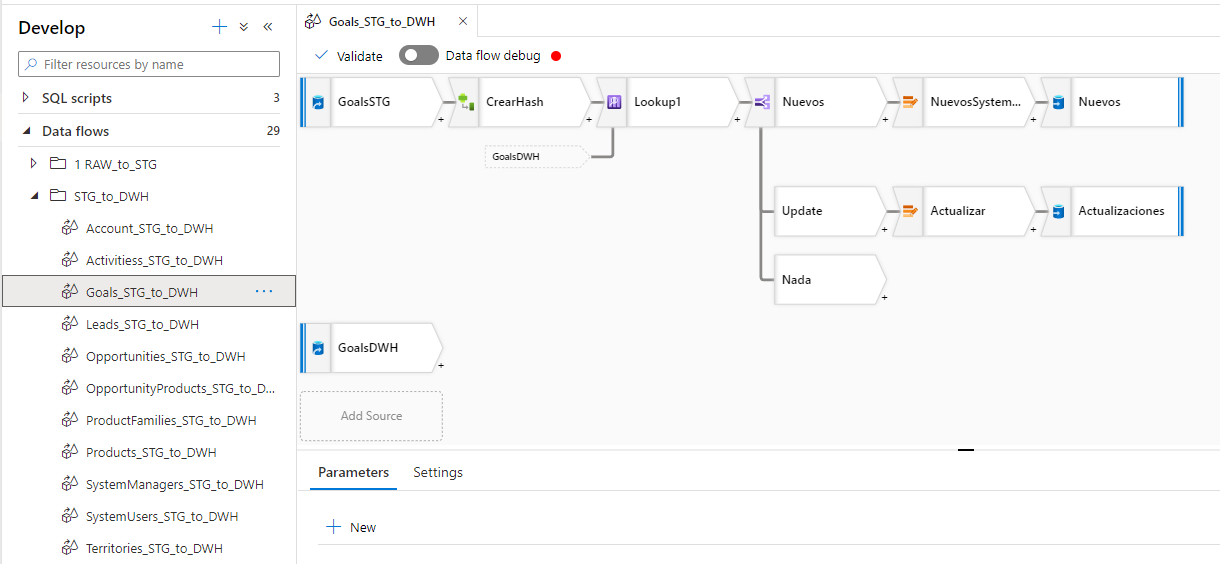 Develop
Filter resources by name
SQL scripts 3
Data flows 29
1 RAW_to_STG
STG_to_DWH
Account_STG_to_DWH
Activitiess_STG_to_DWH
Goals_STG_to_DWH ...
Leads_STG_to_DWH
Opportunities_STG_to_DWH
OpportunityProducts_STG_to_D...
ProductFamilies_STG_to_DWH
Products_STG_to_DWH
SystemManagers_STG_to_DWH
SystemUsers_STG_to_DWH
Territories_STG_to_DWH
Goals_STG_to_DWH
Validate Data flow debug
GoalsSTG CrearHash Lookup1 Nuevos NuevosSystem... Nuevos
GoalsDWH
Update Actualizar Actualizaciones
Nada
GoalsDWH
Add Source
Parameters Settings
New